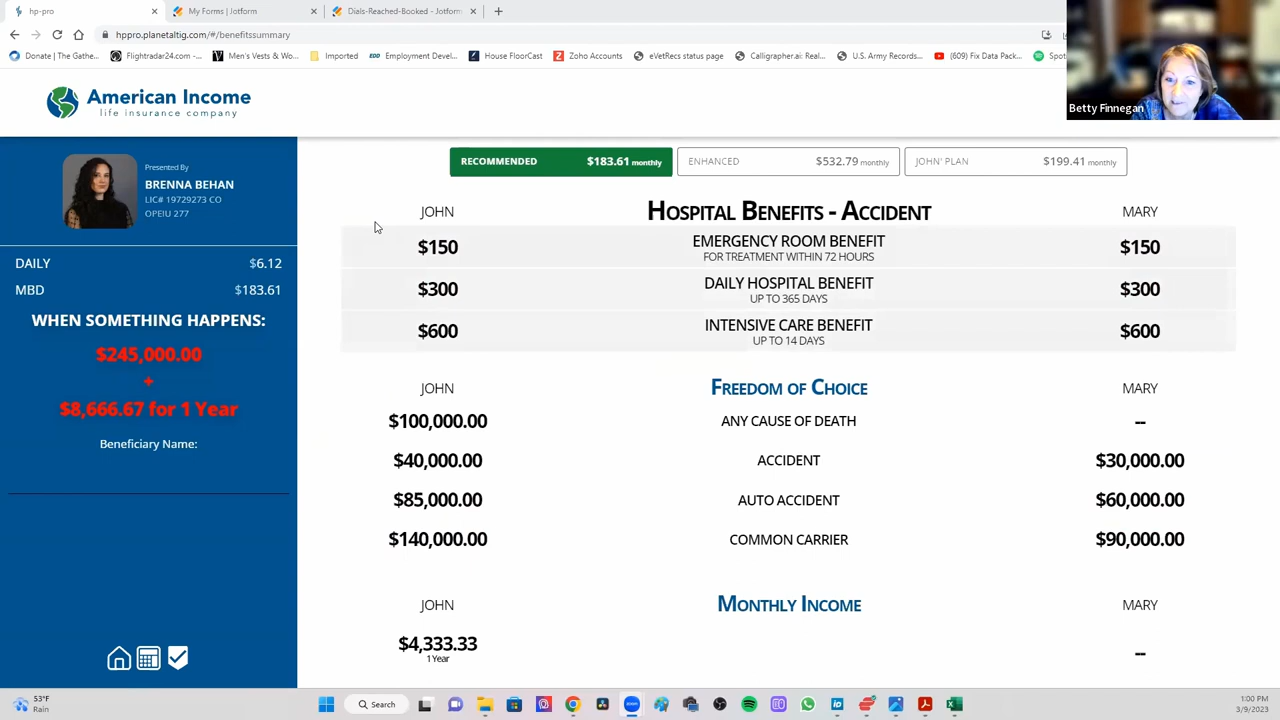 hp-pro
My Forms | Jotform
Dials-Reached-Booked - Jotform
hppro.planetaltig.com/#/benefitssummary
Donate | The Gathe...
Flightradar24.com -...
Men's Vests & Wo...
Imported
EDD
Employment Devel...
House FloorCast
Zoho Accounts
eVetRecs status page
Calligrapher.ai: Real...
U.S. Army Records...
(609) Fix Data Pack...
Spot
Betty Finnegan
American Income
life insurance company
Presented By
BRENNA BEHAN
LIC# 19729273 CO
OPEIU 277
DAILY $6.12
MBD $183.61
WHEN SOMETHING HAPPENS:
$245,000.00
+
$8,666.67 for 1 Year
Beneficiary Name:
RECOMMENDED $183.61 monthly
ENHANCED $532.79 monthly
JOHN' PLAN $199.41 monthly
JOHN HOSPITAL BENEFITS - ACCIDENT MARY
$150 EMERGENCY ROOM BENEFIT $150
FOR TREATMENT WITHIN 72 HOURS
$300 DAILY HOSPITAL BENEFIT $300
UP TO 365 DAYS
$600 INTENSIVE CARE BENEFIT $600
UP TO 14 DAYS
JOHN FREEDOM OF CHOICE MARY
$100,000.00 ANY CAUSE OF DEATH --
$40,000.00 ACCIDENT $30,000.00
$85,000.00 AUTO ACCIDENT $60,000.00
$140,000.00 COMMON CARRIER $90,000.00
JOHN MONTHLY INCOME MARY
$4,333.33 --
1 Year
53°F
Rain
Search
zoom
1:00 PM
3/9/2023